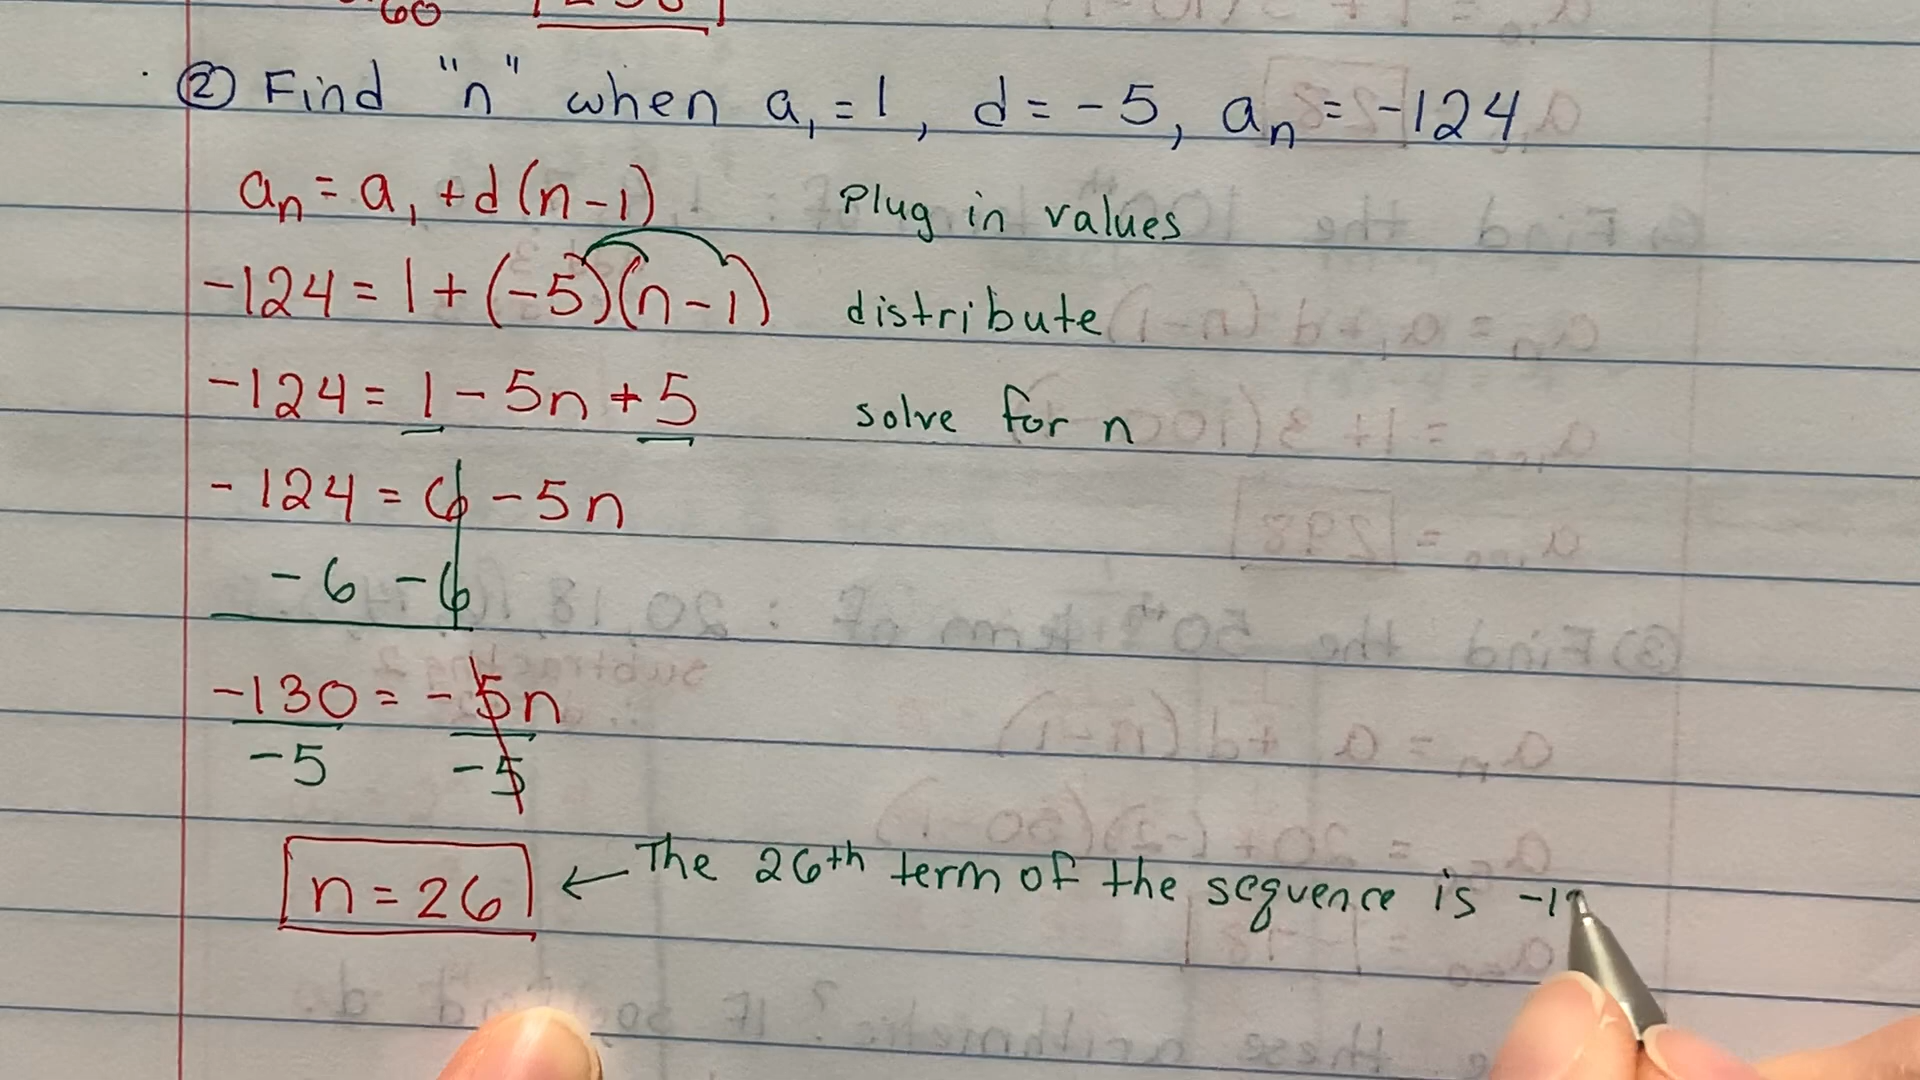 60
② Find "n" when a₁ = 1, d = -5, aₙ = -124
aₙ = a₁ + d(n-1) Plug in values
-124 = 1 + (-5)(n-1) distribute
-124 = 1 - 5n + 5 solve for n
-124 = 6 - 5n
-6 -6
-130 = -5n
-5 -5
n = 26 ← The 26th term of the sequence is -1